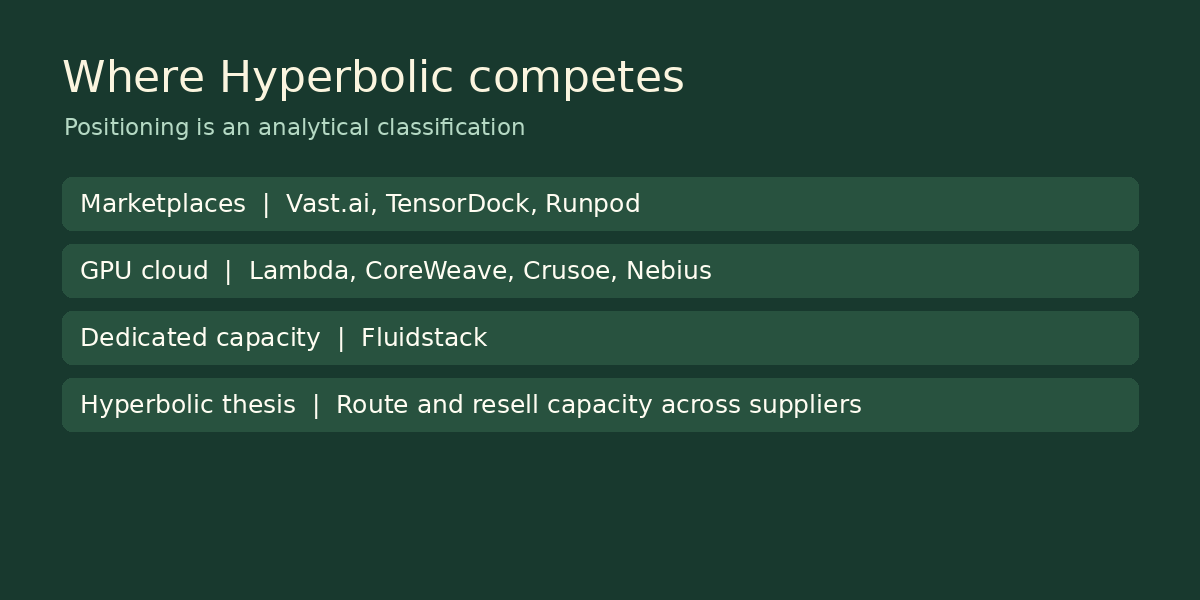 Where Hyperbolic competes
Positioning is an analytical classification
Marketplaces | Vast.ai, TensorDock, Runpod
GPU cloud | Lambda, CoreWeave, Crusoe, Nebius
Dedicated capacity | Fluidstack
Hyperbolic thesis | Route and resell capacity across suppliers